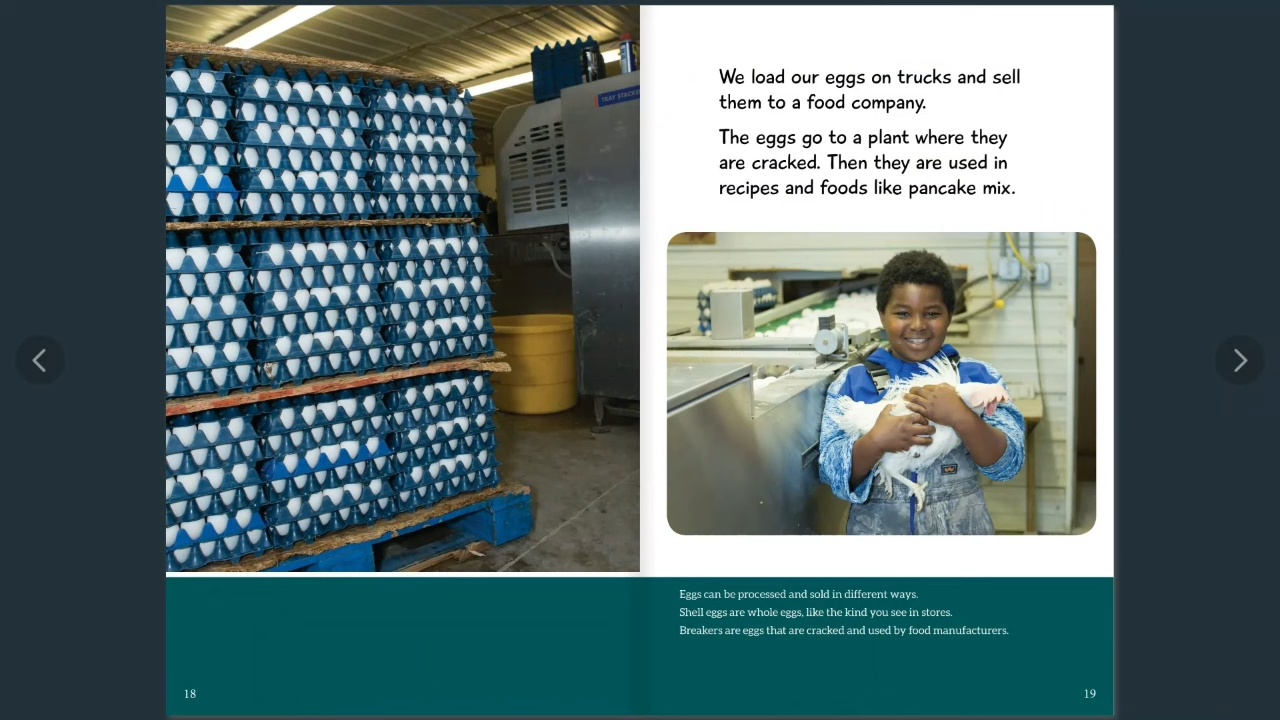 TRAY STACKER
We load our eggs on trucks and sell
them to a food company.
The eggs go to a plant where they
are cracked. Then they are used in
recipes and foods like pancake mix.
Eggs can be processed and sold in different ways.
Shell eggs are whole eggs, like the kind you see in stores.
Breakers are eggs that are cracked and used by food manufacturers.
18
19